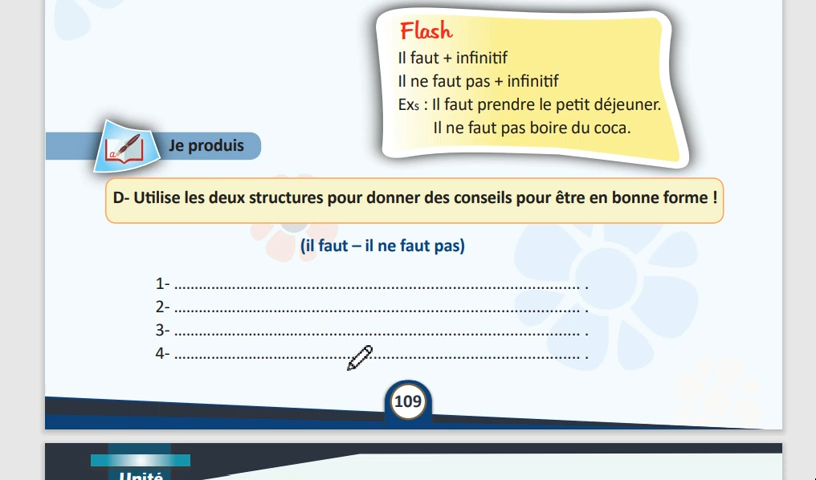 Flash
Il faut + infinitif
Il ne faut pas + infinitif
Exs : Il faut prendre le petit déjeuner.
Il ne faut pas boire du coca.
Je produis
D- Utilise les deux structures pour donner des conseils pour être en bonne forme !
(il faut – il ne faut pas)
1- ................................................................................ .
2- ................................................................................ .
3- ................................................................................ .
4- ................................................................................ .
109
Unité